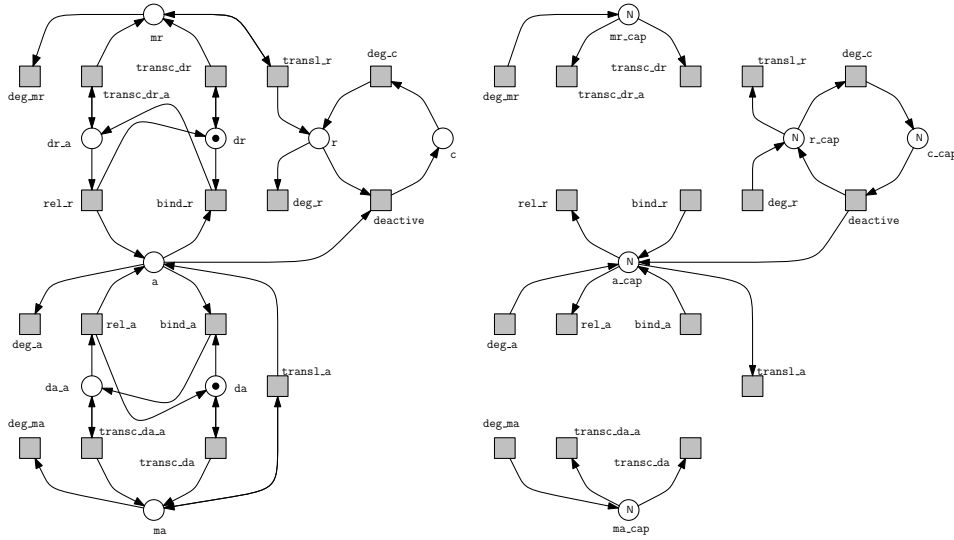 mr
deg_mr
transc_dr
transc_dr_a
transl_r
deg_c
dr_a
dr
r
c
rel_r
bind_r
deg_r
deactive
a
deg_a
rel_a
bind_a
transl_a
da_a
da
deg_ma
transc_da_a
transc_da
ma
N
mr_cap
deg_mr
transc_dr
transc_dr_a
transl_r
deg_c
N
r_cap
N
c_cap
rel_r
bind_r
deg_r
deactive
N
a_cap
deg_a
rel_a
bind_a
transl_a
deg_ma
transc_da_a
transc_da
N
ma_cap